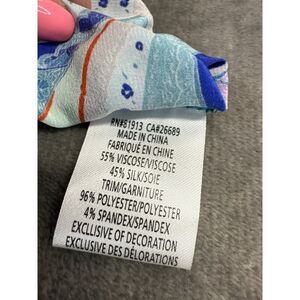 RN#81913 CA#26689
MADE IN CHINA
FABRIQUÉ EN CHINE
55% VISCOSE/VISCOSE
45% SILK/SOIE
TRIM/GARNITURE
96% POLYESTER/POLYESTER
4% SPANDEX/SPANDEX
EXCLUSIVE OF DECORATION
EXCLUSIVE DES DÉLORATIONS